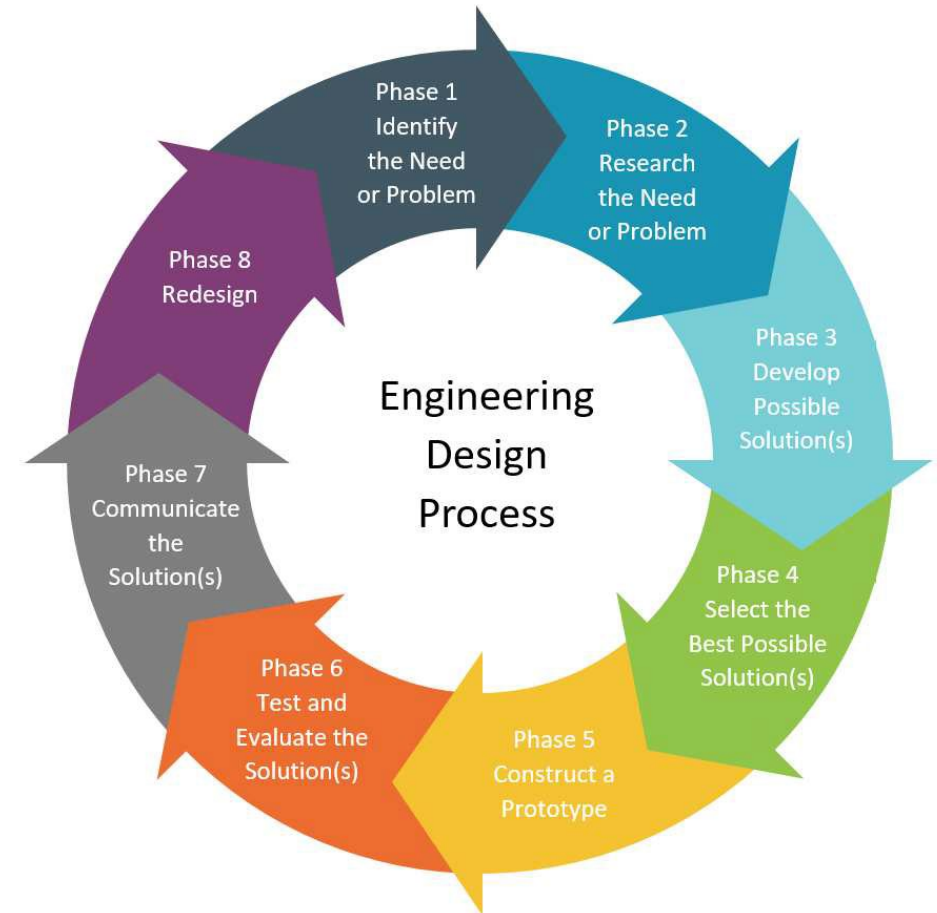 Phase 1
Identify
the Need
or Problem
Phase 2
Research
the Need
or Problem
Phase 3
Develop
Possible
Solution(s)
Phase 4
Select the
Best Possible
Solution(s)
Phase 5
Construct a
Prototype
Phase 6
Test and
Evaluate the
Solution(s)
Phase 7
Communicate
the
Solution(s)
Phase 8
Redesign
Engineering
Design
Process